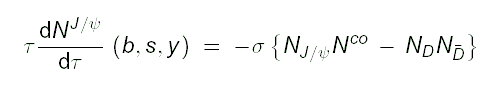 τ dN^{J/ψ}/dτ (b, s, y) = −σ {N_{J/ψ}N^{co} − N_D N_{D̄}}